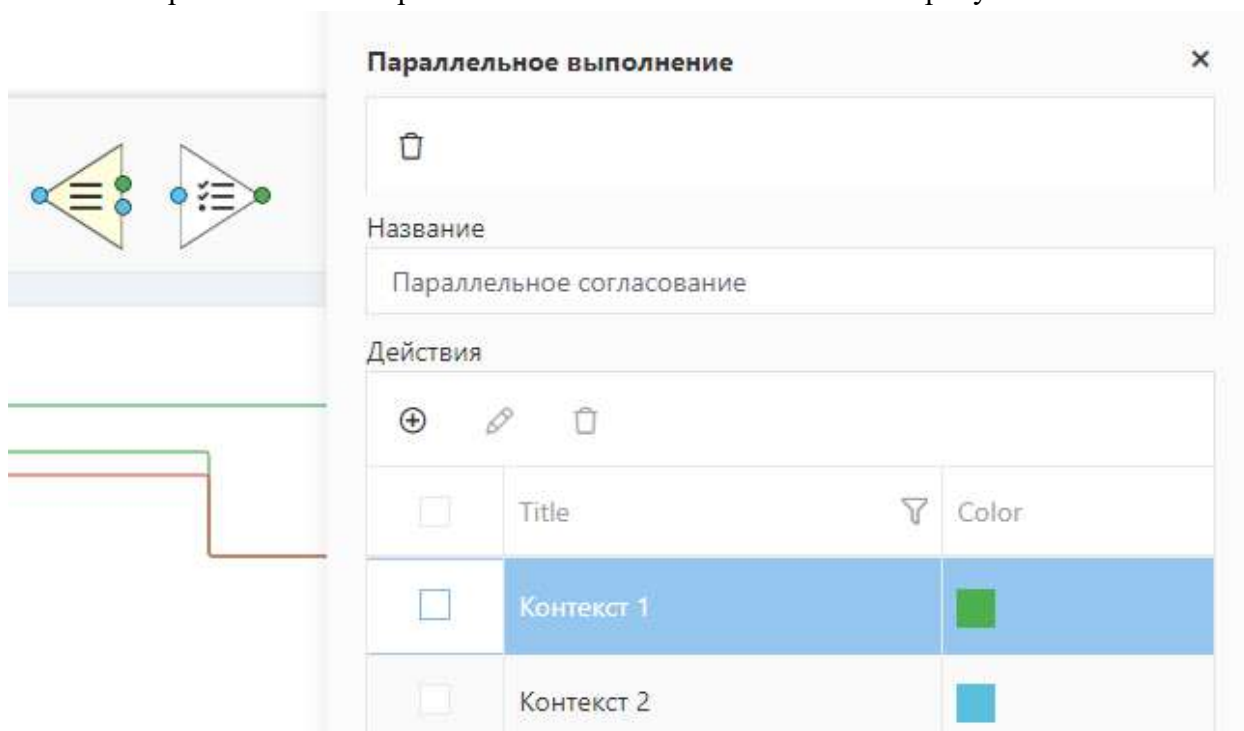 Параллельное выполнение
Название
Параллельное согласование
Действия
Title
Color
Контекст 1
Контекст 2